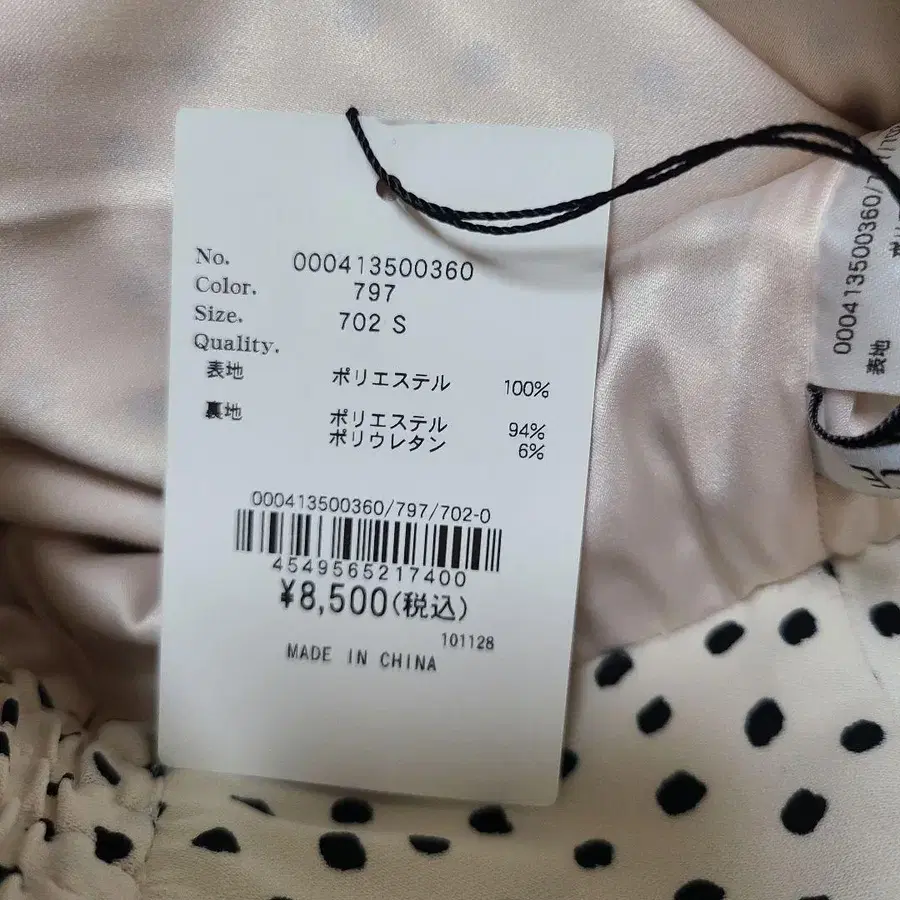 No. 000413500360
Color. 797
Size. 702 S
Quality.
表地 ポリエステル 100%
裏地 ポリエステル 94%
ポリウレタン 6%
000413500360/797/702-0
4549565217400
¥8,500(税込)
101128
MADE IN CHINA
000413500360/
表地